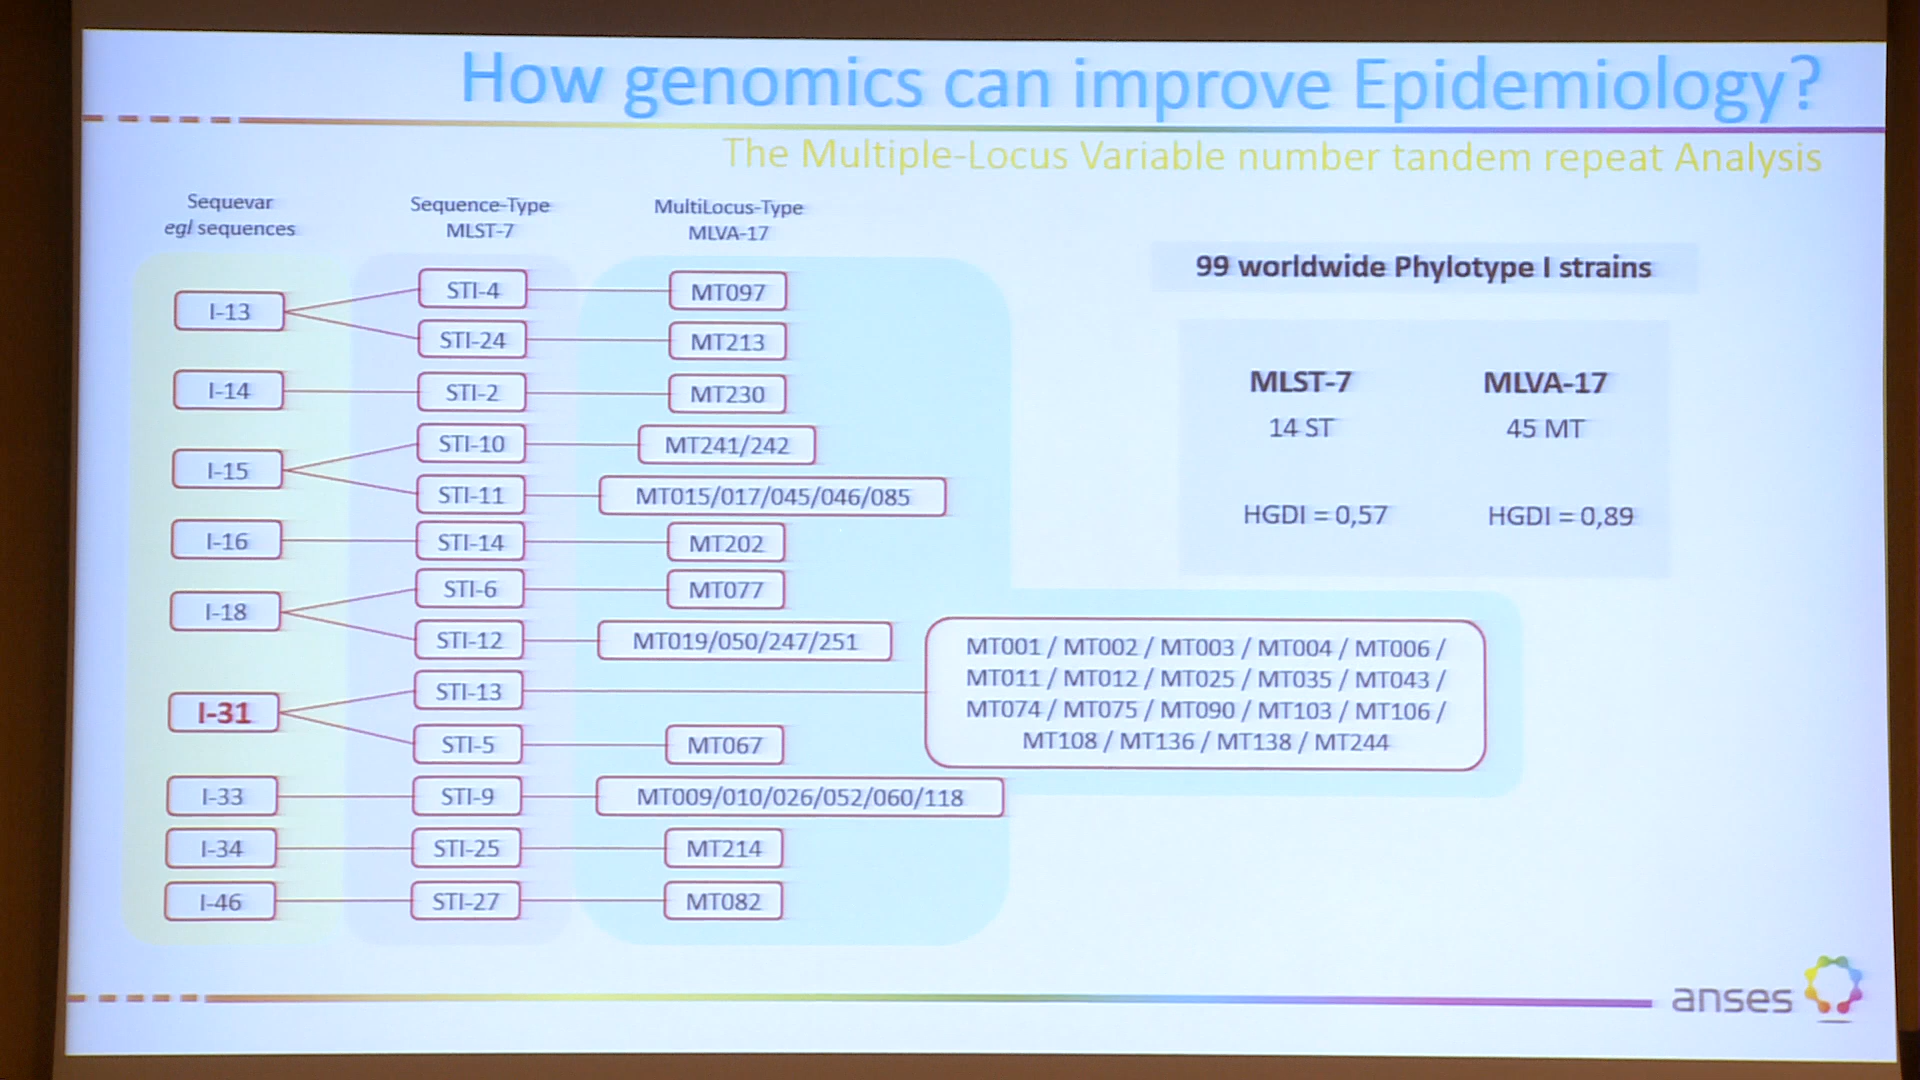 How genomics can improve Epidemiology?
The Multiple-Locus Variable number tandem repeat Analysis
Sequevar
egl sequences
Sequence-Type
MLST-7
MultiLocus-Type
MLVA-17
99 worldwide Phylotype I strains
MLST-7 MLVA-17
14 ST 45 MT
HGDI = 0,57 HGDI = 0,89
I-13
STI-4 MT097
STI-24 MT213
I-14 STI-2 MT230
I-15
STI-10 MT241/242
STI-11 MT015/017/045/046/085
I-16 STI-14 MT202
I-18
STI-6 MT077
STI-12 MT019/050/247/251
I-31
STI-13
MT001 / MT002 / MT003 / MT004 / MT006 /
MT011 / MT012 / MT025 / MT035 / MT043 /
MT074 / MT075 / MT090 / MT103 / MT106 /
MT108 / MT136 / MT138 / MT244
STI-5 MT067
I-33 STI-9 MT009/010/026/052/060/118
I-34 STI-25 MT214
I-46 STI-27 MT082
anses